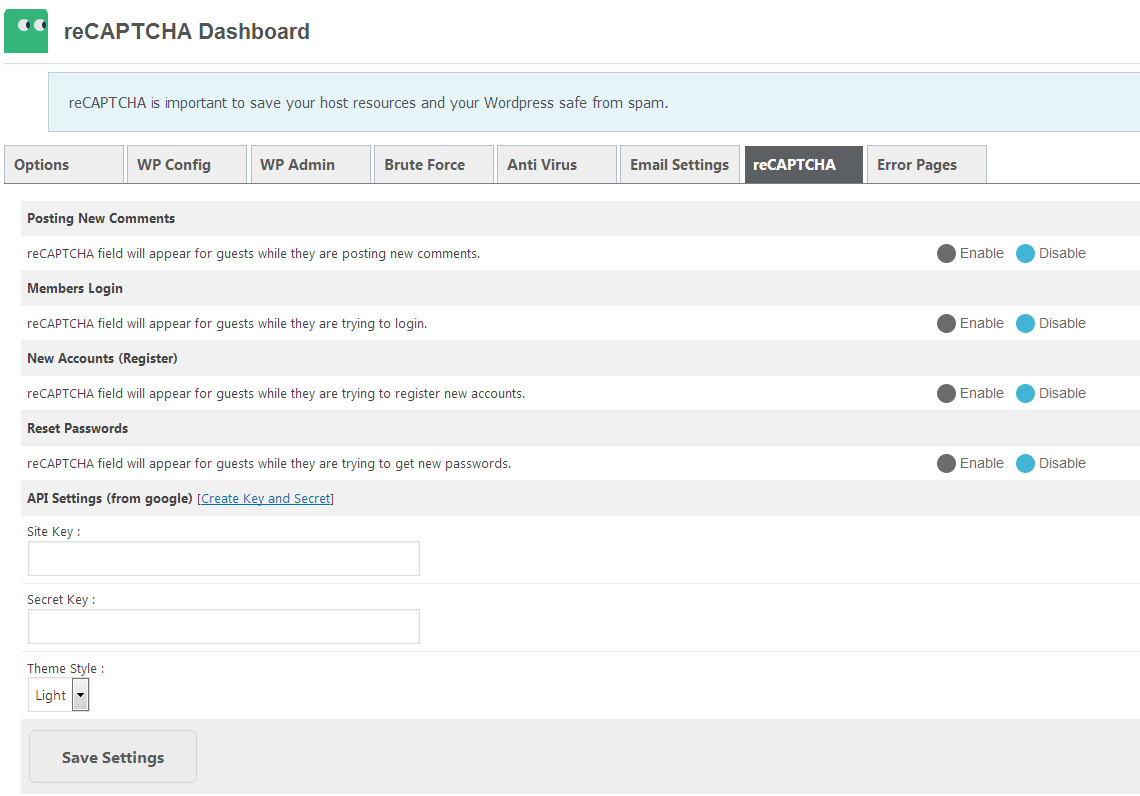 reCAPTCHA Dashboard
reCAPTCHA is important to save your host resources and your Wordpress safe from spam.
Options WP Config WP Admin Brute Force Anti Virus Email Settings reCAPTCHA Error Pages
Posting New Comments
reCAPTCHA field will appear for guests while they are posting new comments. Enable Disable
Members Login
reCAPTCHA field will appear for guests while they are trying to login. Enable Disable
New Accounts (Register)
reCAPTCHA field will appear for guests while they are trying to register new accounts. Enable Disable
Reset Passwords
reCAPTCHA field will appear for guests while they are trying to get new passwords. Enable Disable
API Settings (from google) [Create Key and Secret]
Site Key :
Secret Key :
Theme Style :
Light
Save Settings